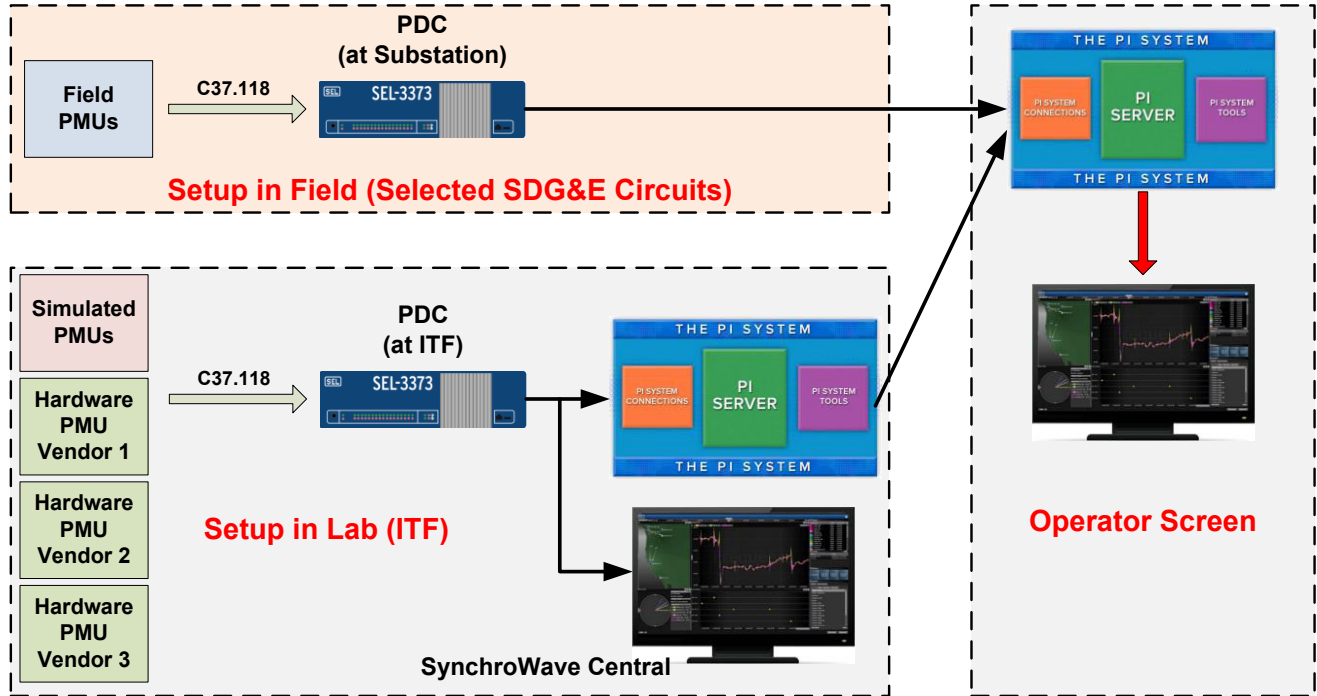 PDC
(at Substation)
Field
PMUs
C37.118
SEL
SEL-3373
Setup in Field (Selected SDG&E Circuits)
THE PI SYSTEM
PI SYSTEM
CONNECTIONS
PI
SERVER
PI SYSTEM
TOOLS
THE PI SYSTEM
Operator Screen
Simulated
PMUs
Hardware
PMU
Vendor 1
Hardware
PMU
Vendor 2
Hardware
PMU
Vendor 3
C37.118
PDC
(at ITF)
SEL
SEL-3373
Setup in Lab (ITF)
THE PI SYSTEM
PI SYSTEM
CONNECTIONS
PI
SERVER
PI SYSTEM
TOOLS
THE PI SYSTEM
SynchroWave Central